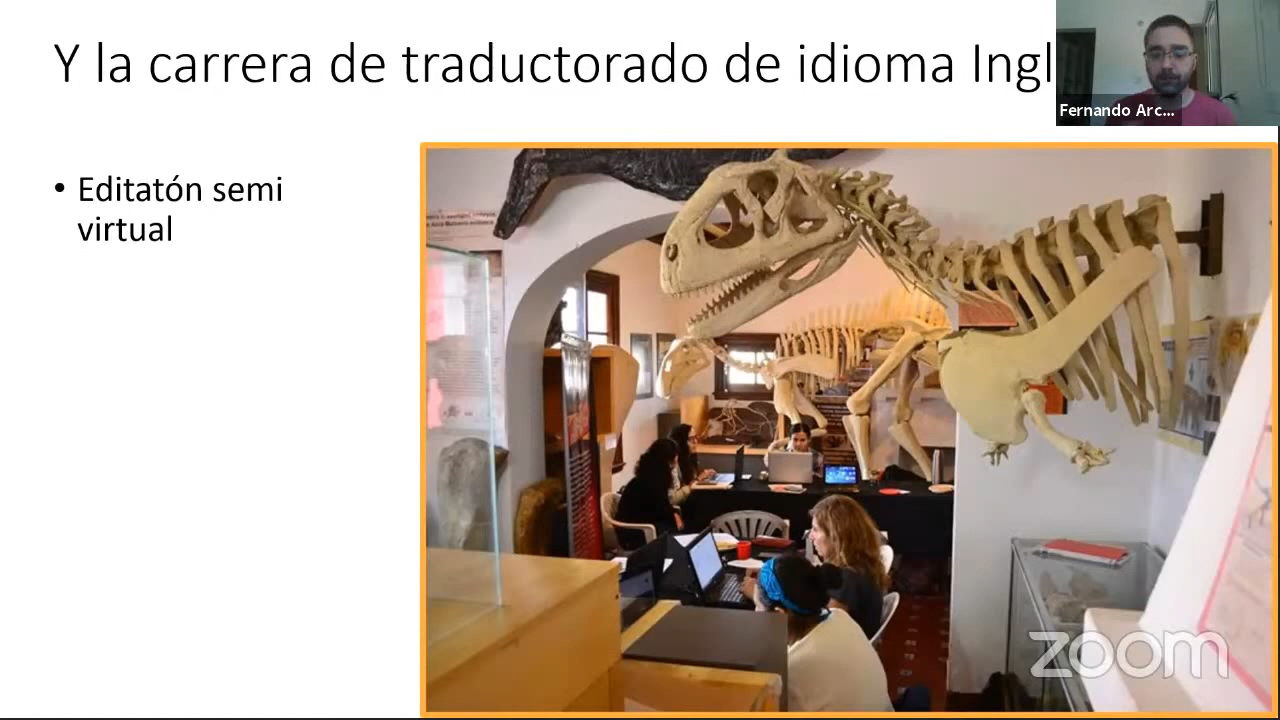 Y la carrera de traductorado de idioma Ingl
Fernando Arc...
• Editatón semi
virtual
zoom